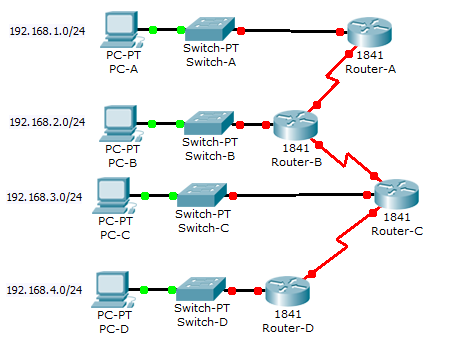 192.168.1.0/24
PC-PT
PC-A
Switch-PT
Switch-A
1841
Router-A
192.168.2.0/24
PC-PT
PC-B
Switch-PT
Switch-B
1841
Router-B
192.168.3.0/24
PC-PT
PC-C
Switch-PT
Switch-C
1841
Router-C
192.168.4.0/24
PC-PT
PC-D
Switch-PT
Switch-D
1841
Router-D